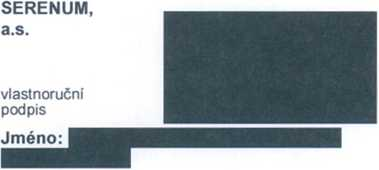 SERENUM,
a.s.
vlastnoruční
podpis
Jméno: